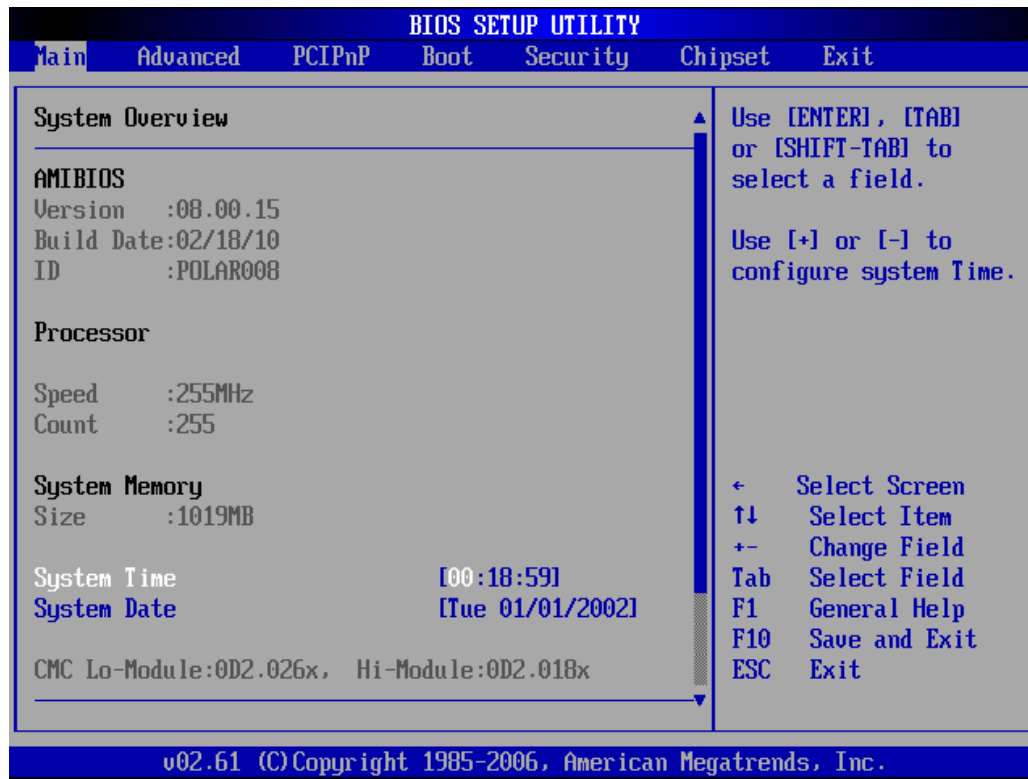 BIOS SETUP UTILITY
Main Advanced PCIPnP Boot Security Chipset Exit
System Overview
AMIBIOS
Version :08.00.15
Build Date:02/18/10
ID :POLAR008
Processor
Speed :255MHz
Count :255
System Memory
Size :1019MB
System Time [00:18:59]
System Date [Tue 01/01/2002]
CMC Lo-Module:0D2.026x, Hi-Module:0D2.018x
Use [ENTER], [TAB]
or [SHIFT-TAB] to
select a field.
Use [+] or [-] to
configure system Time.
← Select Screen
↑↓ Select Item
+- Change Field
Tab Select Field
F1 General Help
F10 Save and Exit
ESC Exit
v02.61 (C)Copyright 1985-2006, American Megatrends, Inc.